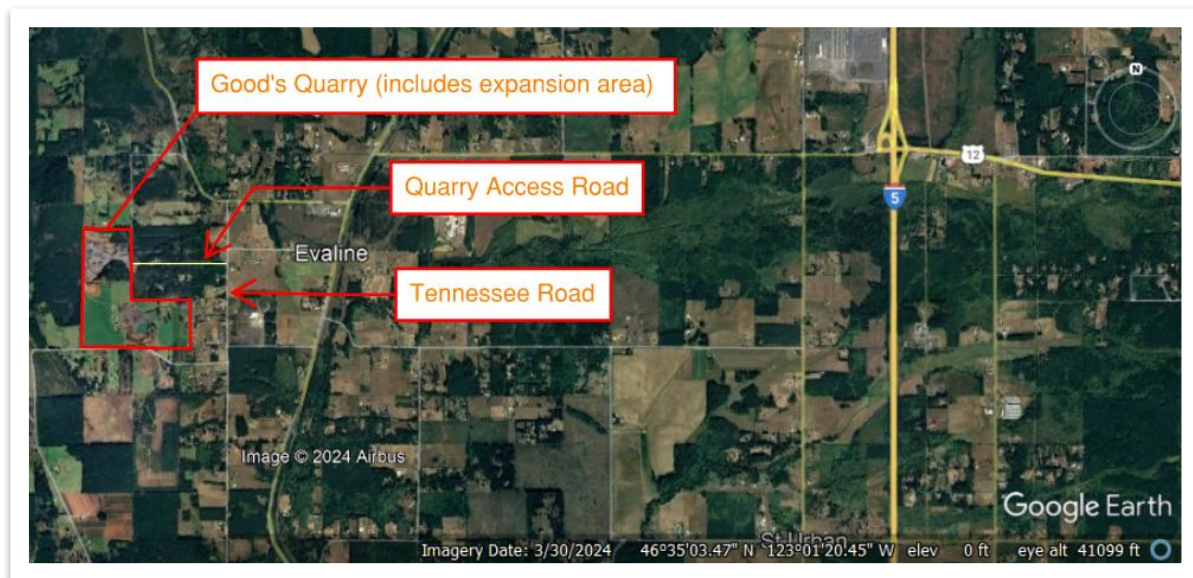 Good's Quarry (includes expansion area)
N
12
Quarry Access Road
5
Evaline
Tennessee Road
Image © 2024 Airbus
Google Earth
St Urban
Imagery Date: 3/30/2024 46°35'03.47" N 123°01'20.45" W elev 0 ft eye alt 41099 ft